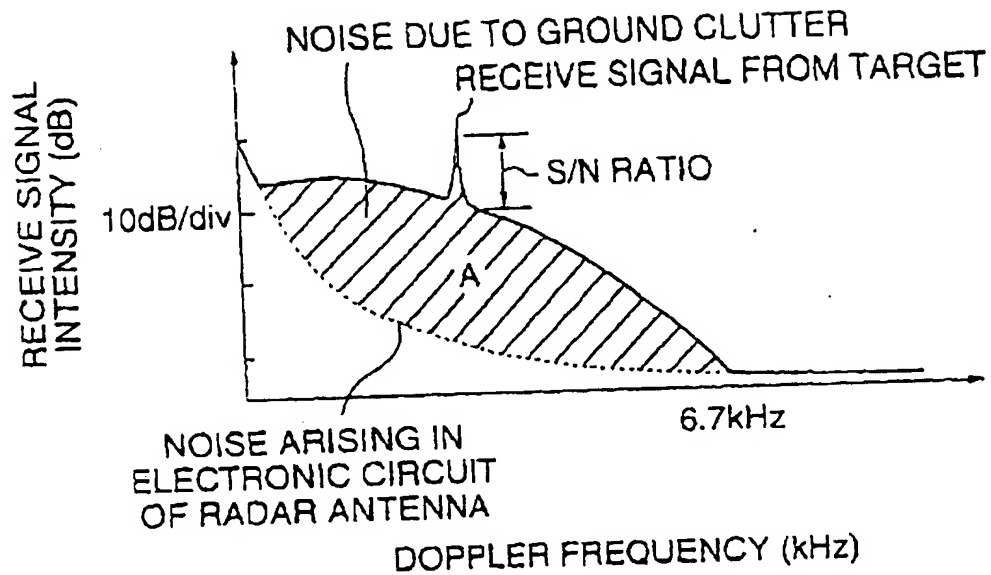 NOISE DUE TO GROUND CLUTTER
RECEIVE SIGNAL FROM TARGET
RECEIVE SIGNAL
INTENSITY (dB)
S/N RATIO
10dB/div
A
6.7kHz
NOISE ARISING IN
ELECTRONIC CIRCUIT
OF RADAR ANTENNA
DOPPLER FREQUENCY (kHz)